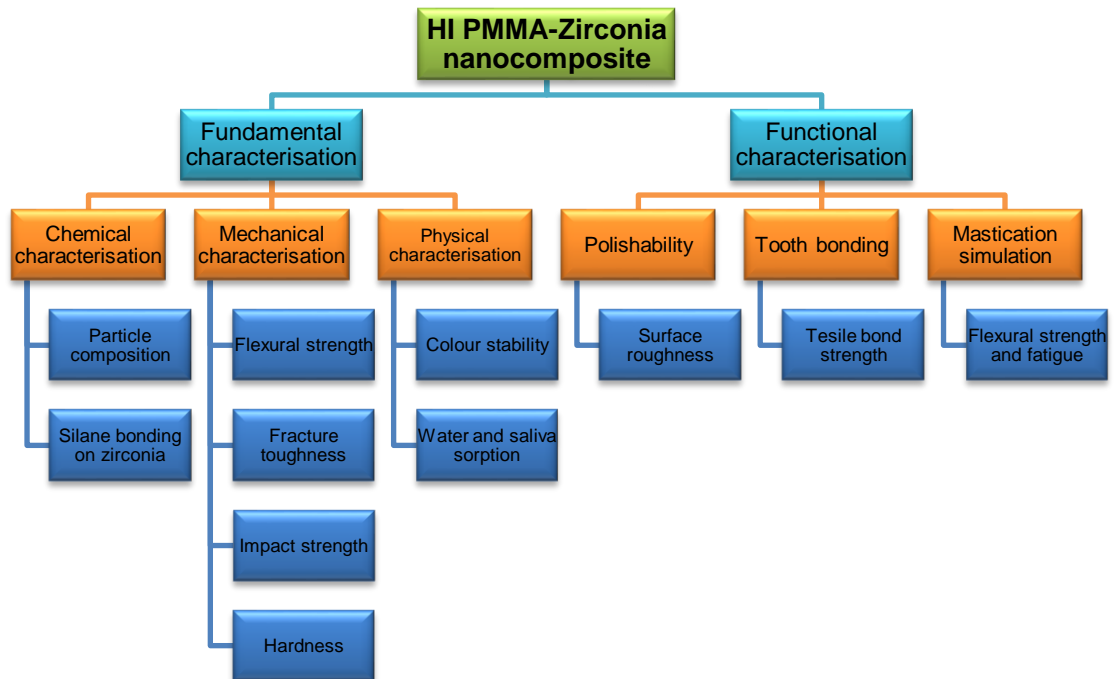 HI PMMA-Zirconia
nanocomposite
Fundamental
characterisation
Functional
characterisation
Chemical
characterisation
Mechanical
characterisation
Physical
characterisation
Polishability
Tooth bonding
Mastication
simulation
Particle
composition
Flexural strength
Colour stability
Surface
roughness
Tesile bond
strength
Flexural strength
and fatigue
Silane bonding
on zirconia
Fracture
toughness
Water and saliva
sorption
Impact strength
Hardness